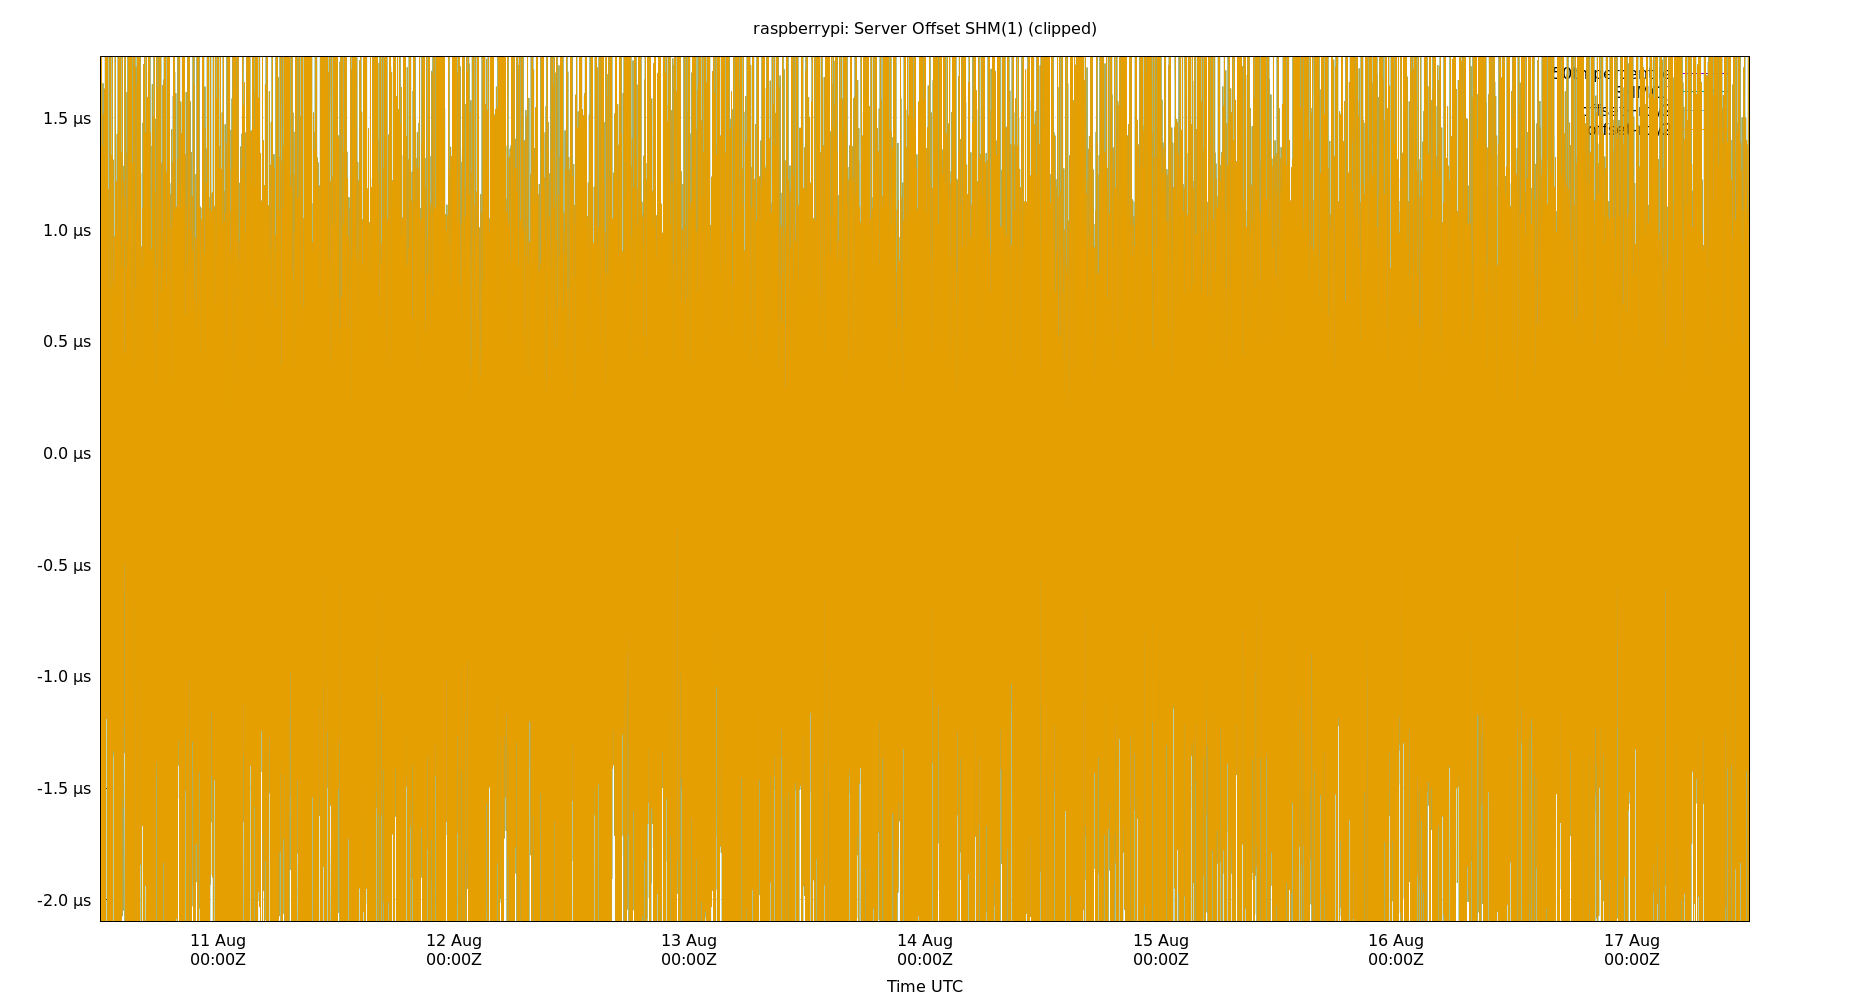 raspberrypi: Server Offset SHM(1) (clipped)
1.5 µs
1.0 µs
0.5 µs
0.0 µs
-0.5 µs
-1.0 µs
-1.5 µs
-2.0 µs
11 Aug 12 Aug 13 Aug 14 Aug 15 Aug 16 Aug 17 Aug
00:00Z 00:00Z 00:00Z 00:00Z 00:00Z 00:00Z 00:00Z
Time UTC